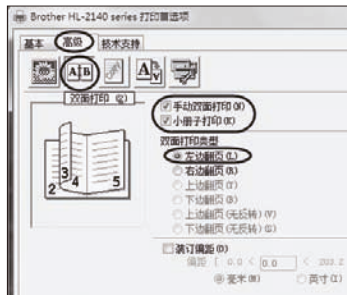 Brother HL-2140 series 打印首选项
基本 高级 技术支持
A B
A Y
双面打印 (Z)
手动双面打印(X)
小册子打印(K)
双面打印类型
左边翻页(L)
右边翻页(R)
上边翻页(T)
下边翻页(B)
上边翻页(无反转)(V)
下边翻页(无反转)(G)
2 3 4 5
装订偏距(O)
偏距 [ 0.0 < 0.0 < 203.2
毫米(M) 英寸(I)